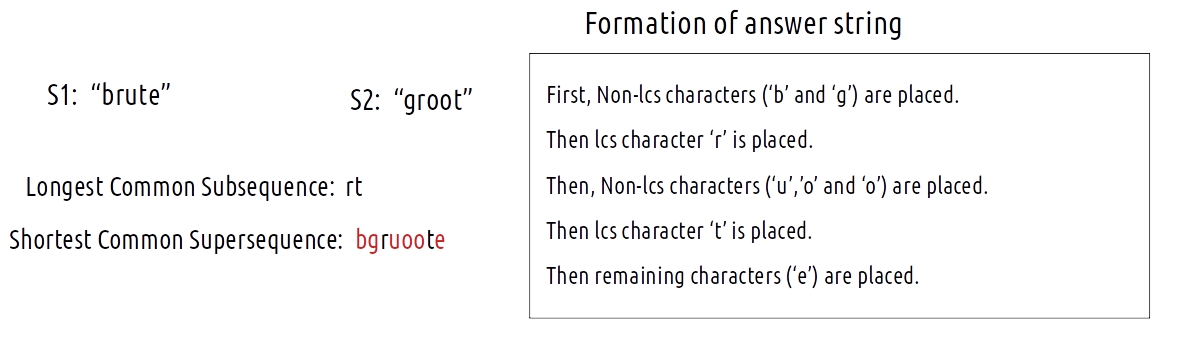 Formation of answer string
S1: “brute”
S2: “groot”
Longest Common Subsequence: rt
Shortest Common Supersequence: bgruoote
First, Non-lcs characters (‘b’ and ‘g’) are placed.
Then lcs character ‘r’ is placed.
Then, Non-lcs characters (‘u’,’o’ and ‘o’) are placed.
Then lcs character ‘t’ is placed.
Then remaining characters (‘e’) are placed.